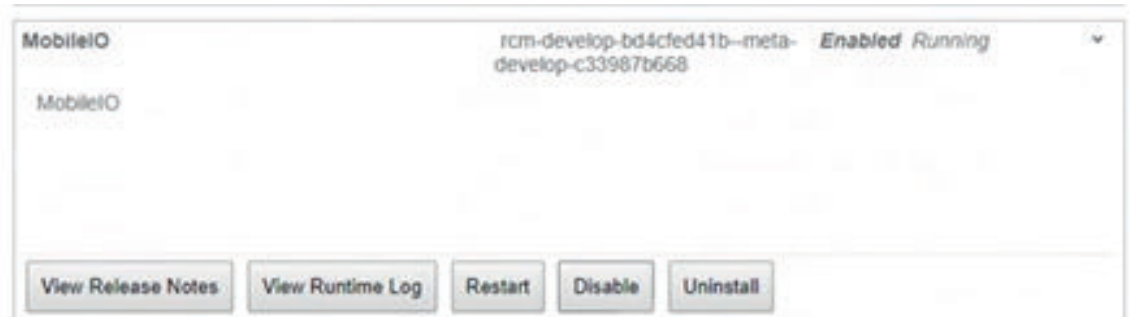 MobileIO rcm-develop-bd4cfed41b--meta- Enabled Running
develop-c33987b668
MobileIO
View Release Notes View Runtime Log Restart Disable Uninstall